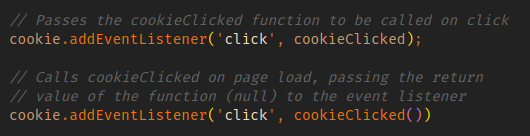 // Passes the cookieClicked function to be called on click
cookie.addEventListener('click', cookieClicked);
// Calls cookieClicked on page load, passing the return
// value of the function (null) to the event listener
cookie.addEventListener('click', cookieClicked())